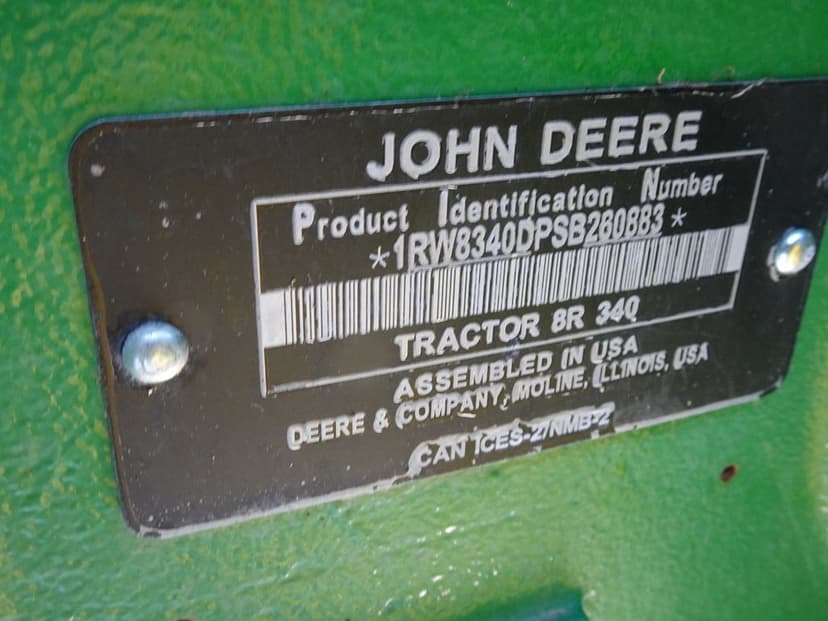 JOHN DEERE
Product Identification Number
*1RW8340DPSB260883*
TRACTOR 8R 340
ASSEMBLED IN USA
DEERE & COMPANY, MOLINE, ILLINOIS, USA
CAN ICES-2/NMB-2